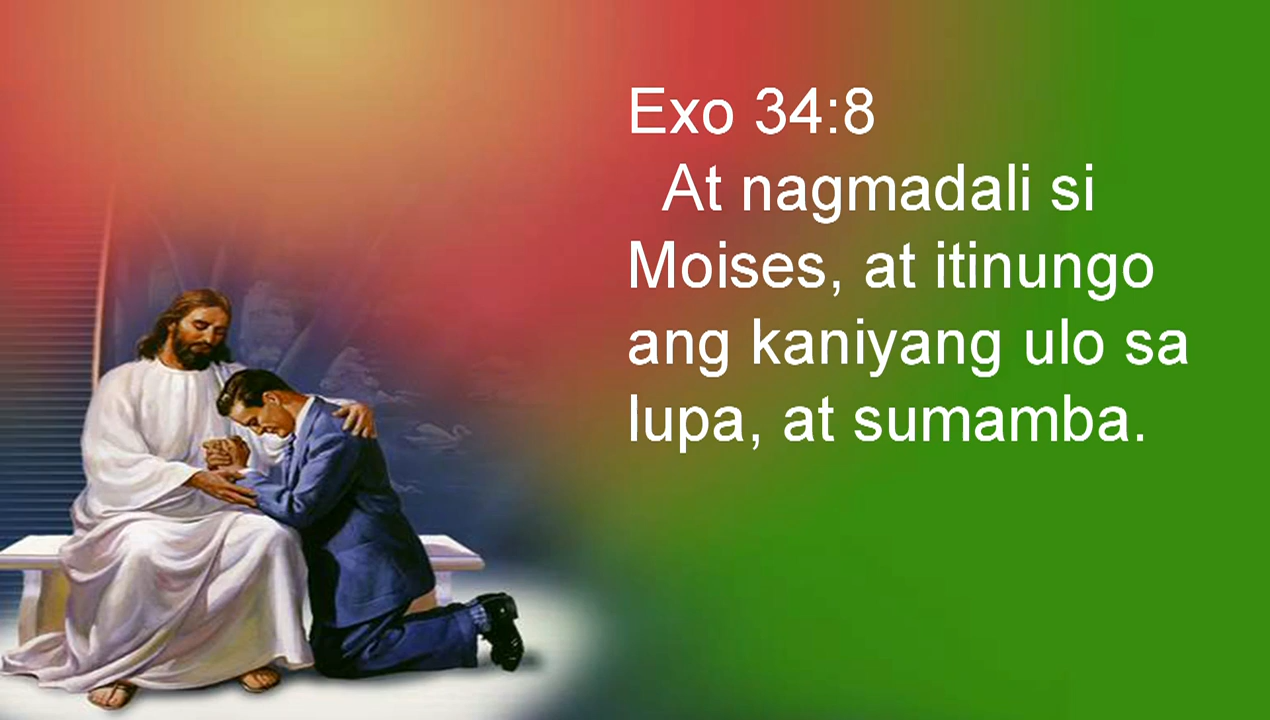 Exo 34:8
At nagmadali si
Moises, at itinungo
ang kaniyang ulo sa
lupa, at sumamba.